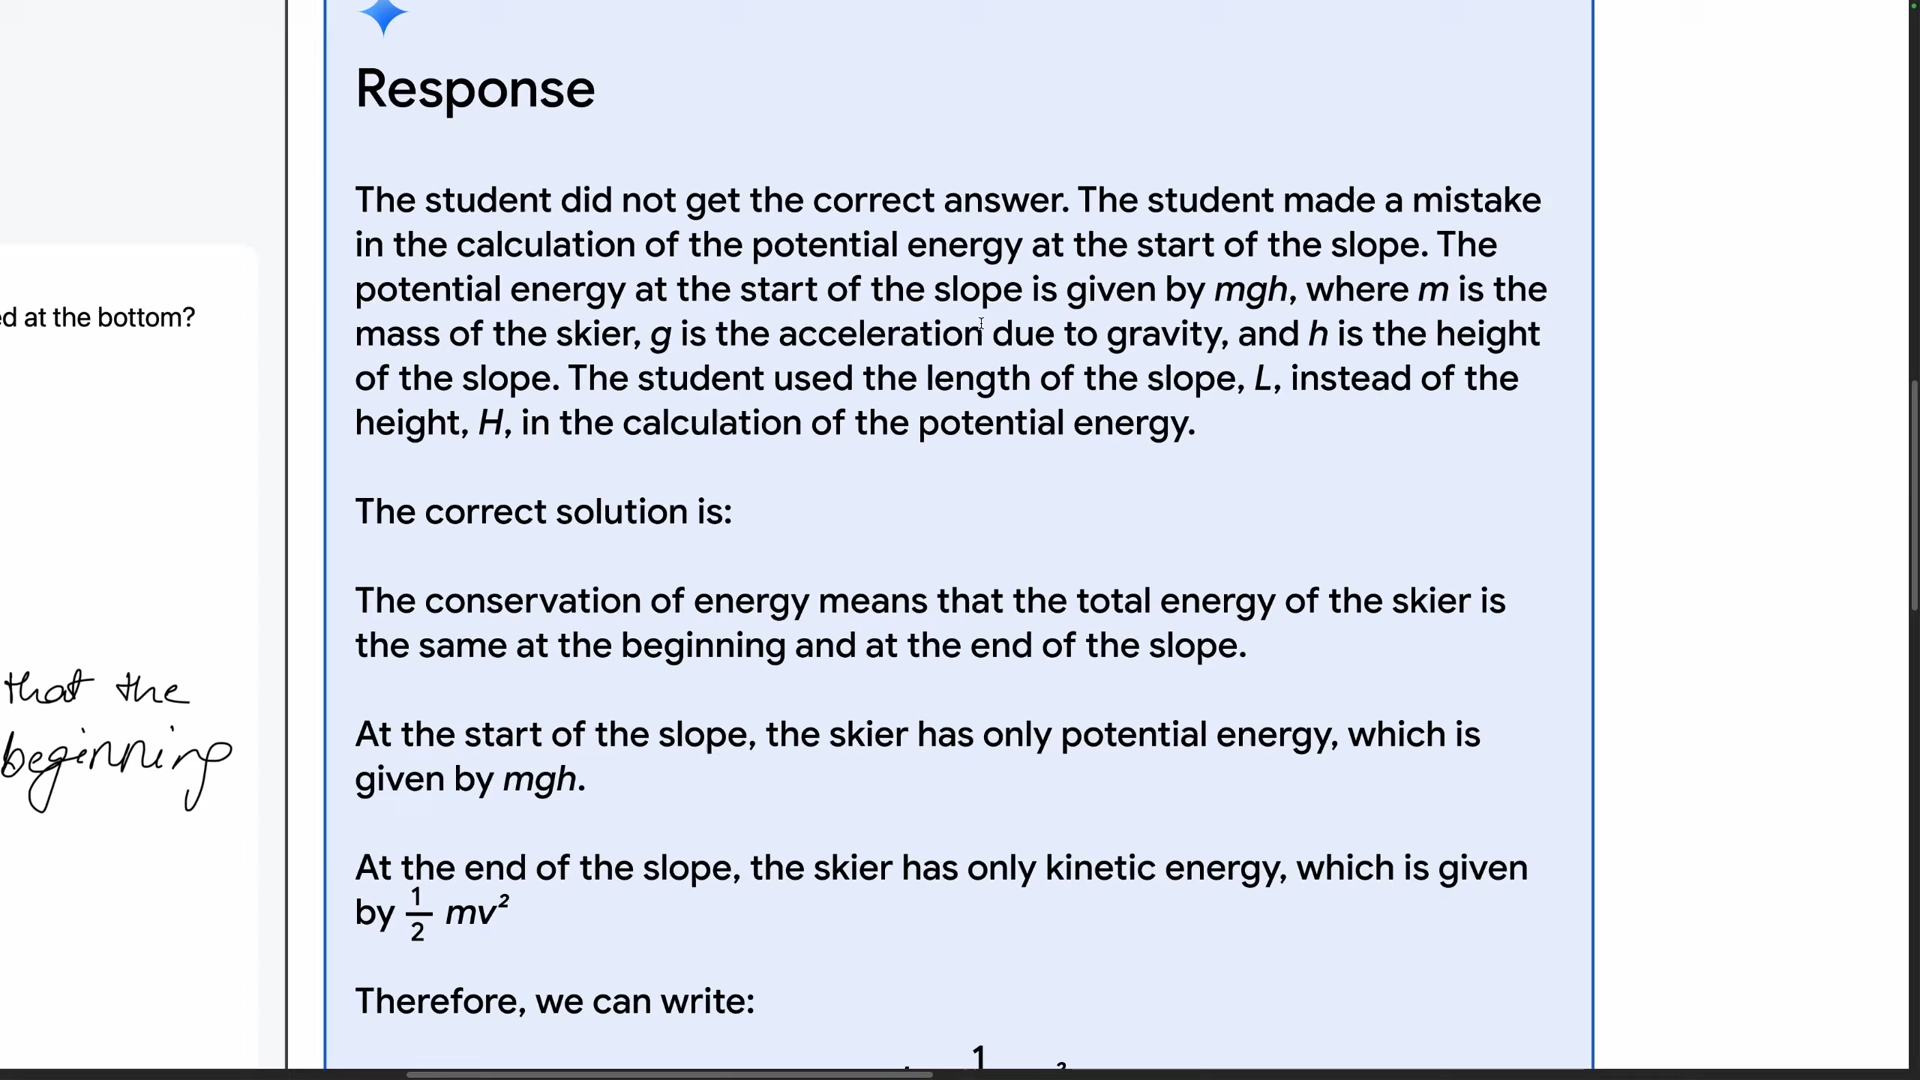 Response
The student did not get the correct answer. The student made a mistake
in the calculation of the potential energy at the start of the slope. The
potential energy at the start of the slope is given by mgh, where m is the
mass of the skier, g is the acceleration due to gravity, and h is the height
of the slope. The student used the length of the slope, L, instead of the
height, H, in the calculation of the potential energy.
The correct solution is:
The conservation of energy means that the total energy of the skier is
the same at the beginning and at the end of the slope.
At the start of the slope, the skier has only potential energy, which is
given by mgh.
At the end of the slope, the skier has only kinetic energy, which is given
by 1/2 mv²
Therefore, we can write:
1 2
ed at the bottom?
that the
beginning